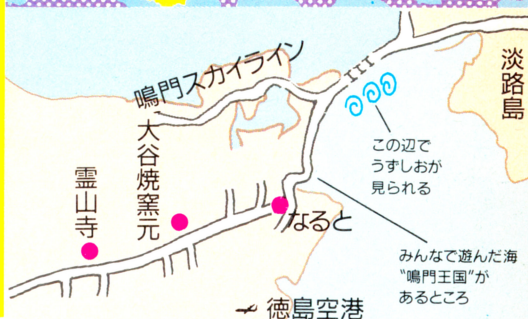 鳴門スカイライン
淡路島
大谷焼窯元
霊山寺
この辺で
うずしおが
見られる
なると
みんなで遊んだ海
"鳴門王国"が
あるところ
徳島空港